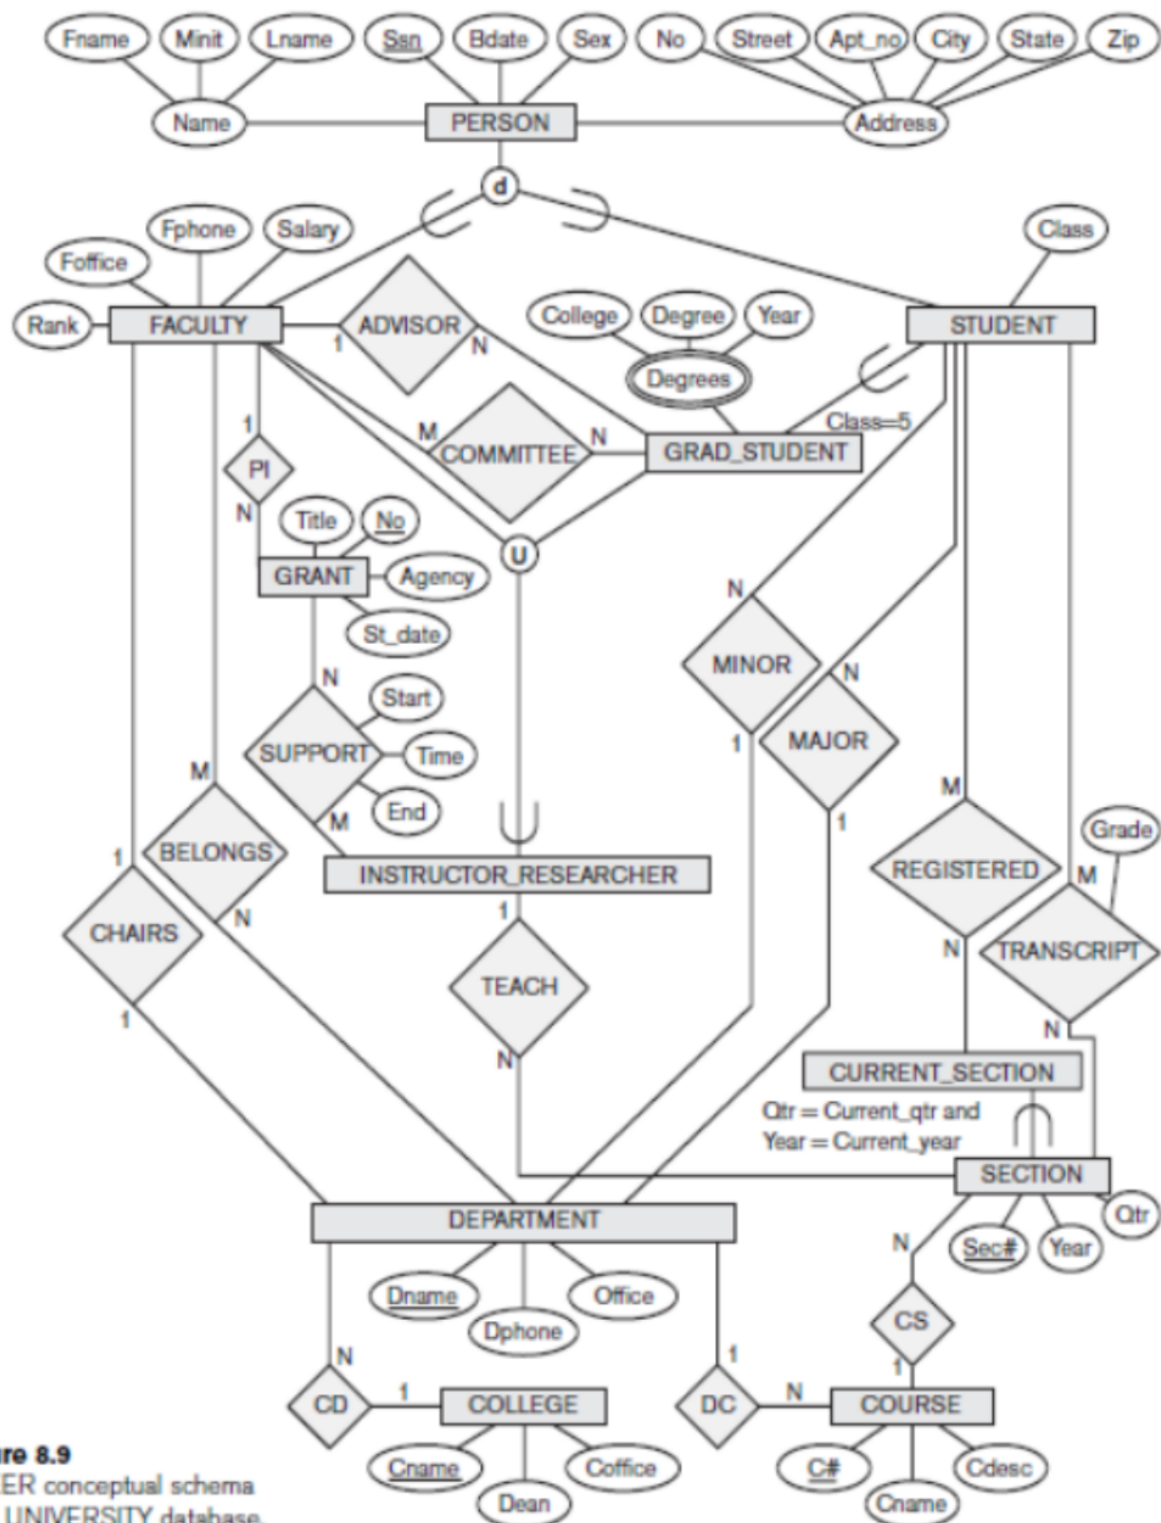 Fname Minit Lname Ssn Bdate Sex No Street Apt_no City State Zip
Name PERSON Address
d
Fphone Salary Class
Foffice
Rank FACULTY ADVISOR College Degree Year STUDENT
1 N
Degrees
Class=5
1 M N
COMMITTEE GRAD_STUDENT
PI
N Title No
U
GRANT Agency
N
St_date
MINOR N
N Start
SUPPORT Time 1 MAJOR
M End M
M 1 Grade
1 BELONGS
INSTRUCTOR_RESEARCHER REGISTERED M
1
N
CHAIRS N TRANSCRIPT
TEACH
1 N
N
CURRENT_SECTION
Qtr = Current_qtr and
Year = Current_year
SECTION
DEPARTMENT Qtr
N Sec# Year
Dname Office
Dphone CS
N 1 1
CD 1 COLLEGE DC N COURSE
Cname Coffice C# Cdesc
Dean Cname
re 8.9
ER conceptual schema
UNIVERSITY database.